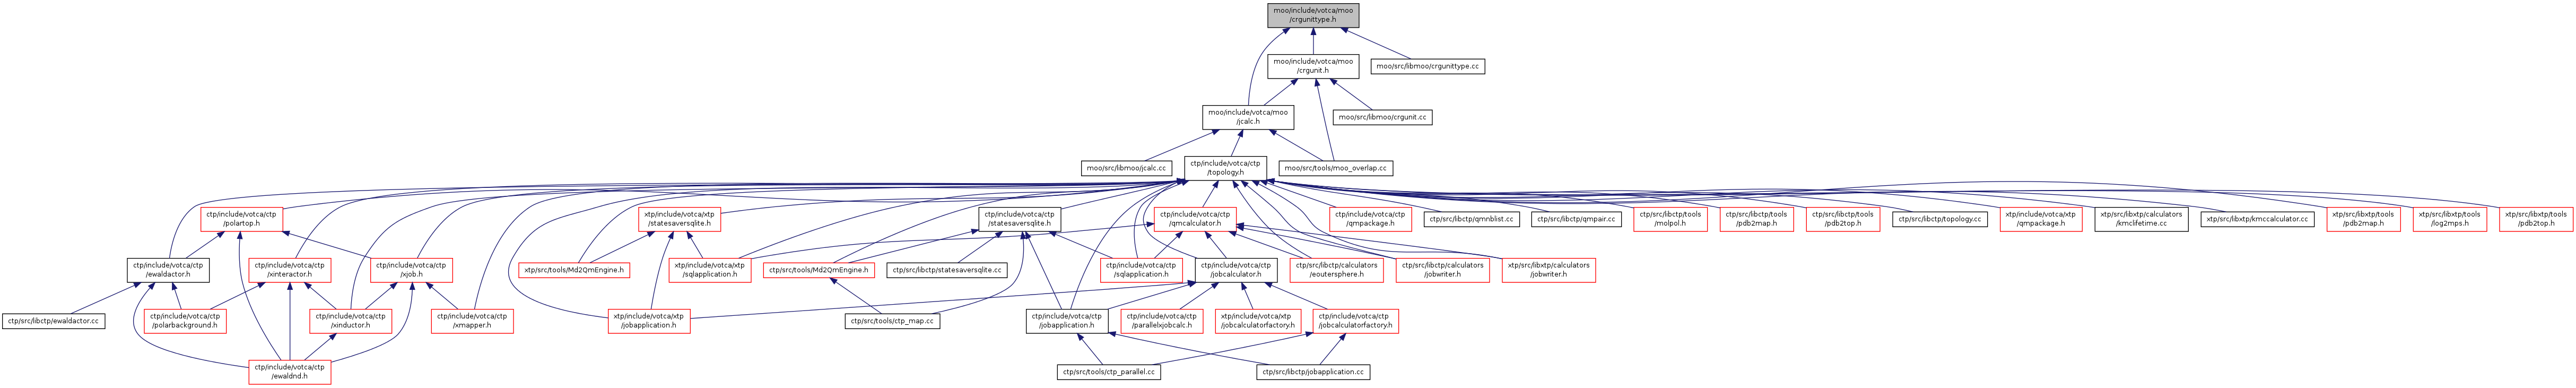 moo/include/votca/moo
/crgunittype.h
moo/include/votca/moo
/crgunit.h
moo/src/libmoo/crgunittype.cc
moo/include/votca/moo
/jcalc.h
moo/src/libmoo/crgunit.cc
moo/src/libmoo/jcalc.cc
ctp/include/votca/ctp
/topology.h
moo/src/tools/moo_overlap.cc
ctp/include/votca/ctp
/polartop.h
xtp/include/votca/xtp
/statesaversqlite.h
ctp/include/votca/ctp
/statesaversqlite.h
ctp/include/votca/ctp
/qmcalculator.h
ctp/include/votca/ctp
/qmpackage.h
ctp/src/libctp/qmnblist.cc
ctp/src/libctp/qmpair.cc
ctp/src/libctp/tools
/molpol.h
ctp/src/libctp/tools
/pdb2map.h
ctp/src/libctp/tools
/pdb2top.h
ctp/src/libctp/topology.cc
xtp/include/votca/xtp
/qmpackage.h
xtp/src/libxtp/calculators
/kmclifetime.cc
xtp/src/libxtp/kmccalculator.cc
xtp/src/libxtp/tools
/pdb2map.h
xtp/src/libxtp/tools
/log2mps.h
xtp/src/libxtp/tools
/pdb2top.h
ctp/include/votca/ctp
/ewaldactor.h
ctp/include/votca/ctp
/xinteractor.h
ctp/include/votca/ctp
/xjob.h
xtp/src/tools/Md2QmEngine.h
xtp/include/votca/xtp
/sqlapplication.h
ctp/src/tools/Md2QmEngine.h
ctp/src/libctp/statesaversqlite.cc
ctp/include/votca/ctp
/sqlapplication.h
ctp/include/votca/ctp
/jobcalculator.h
ctp/src/libctp/calculators
/eoutersphere.h
ctp/src/libctp/calculators
/jobwriter.h
xtp/src/libxtp/calculators
/jobwriter.h
ctp/src/libctp/ewaldactor.cc
ctp/include/votca/ctp
/polarbackground.h
ctp/include/votca/ctp
/xinductor.h
ctp/include/votca/ctp
/xmapper.h
xtp/include/votca/xtp
/jobapplication.h
ctp/src/tools/ctp_map.cc
ctp/include/votca/ctp
/jobapplication.h
ctp/include/votca/ctp
/parallelxjobcalc.h
xtp/include/votca/xtp
/jobcalculatorfactory.h
ctp/include/votca/ctp
/jobcalculatorfactory.h
ctp/include/votca/ctp
/ewaldnd.h
ctp/src/tools/ctp_parallel.cc
ctp/src/libctp/jobapplication.cc